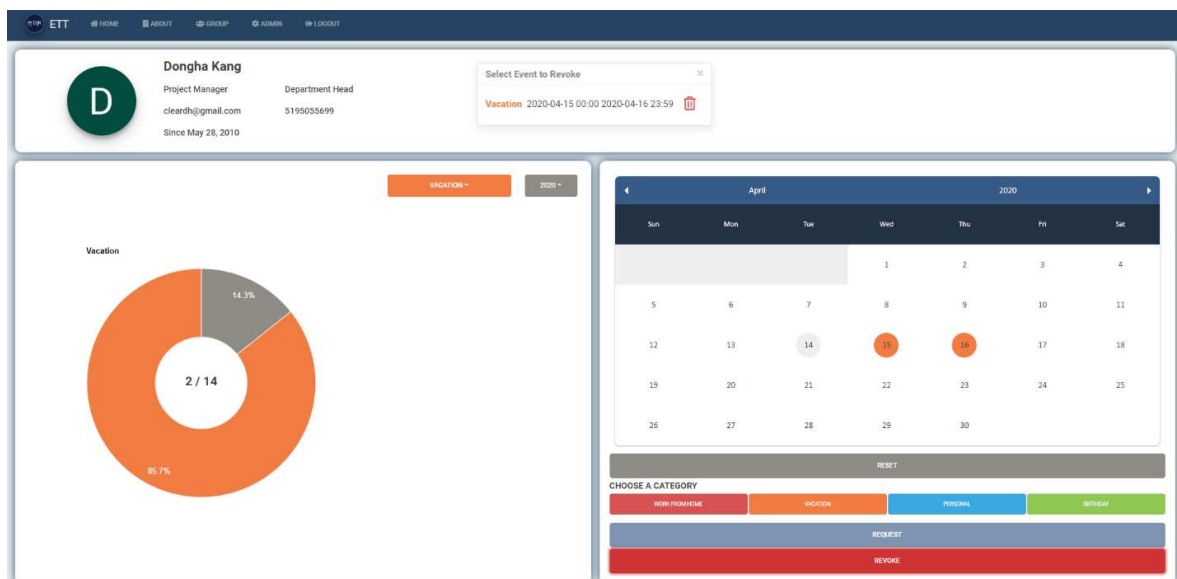 ETT HOME ABOUT GROUP ADMIN LOGOUT
D
Dongha Kang
Project Manager Department Head
cleardh@gmail.com 5195055699
Since May 28, 2010
Select Event to Revoke ×
Vacation 2020-04-15 00:00 2020-04-16 23:59
VACATION 2020
Vacation
14.3%
2 / 14
85.7%
April 2020
Sun Mon Tue Wed Thu Fri Sat
1 2 3 4
5 6 7 8 9 10 11
12 13 14 15 16 17 18
19 20 21 22 23 24 25
26 27 28 29 30
RESET
CHOOSE A CATEGORY
WORK FROM HOME VACATION PERSONAL BIRTHDAY
REQUEST
REVOKE